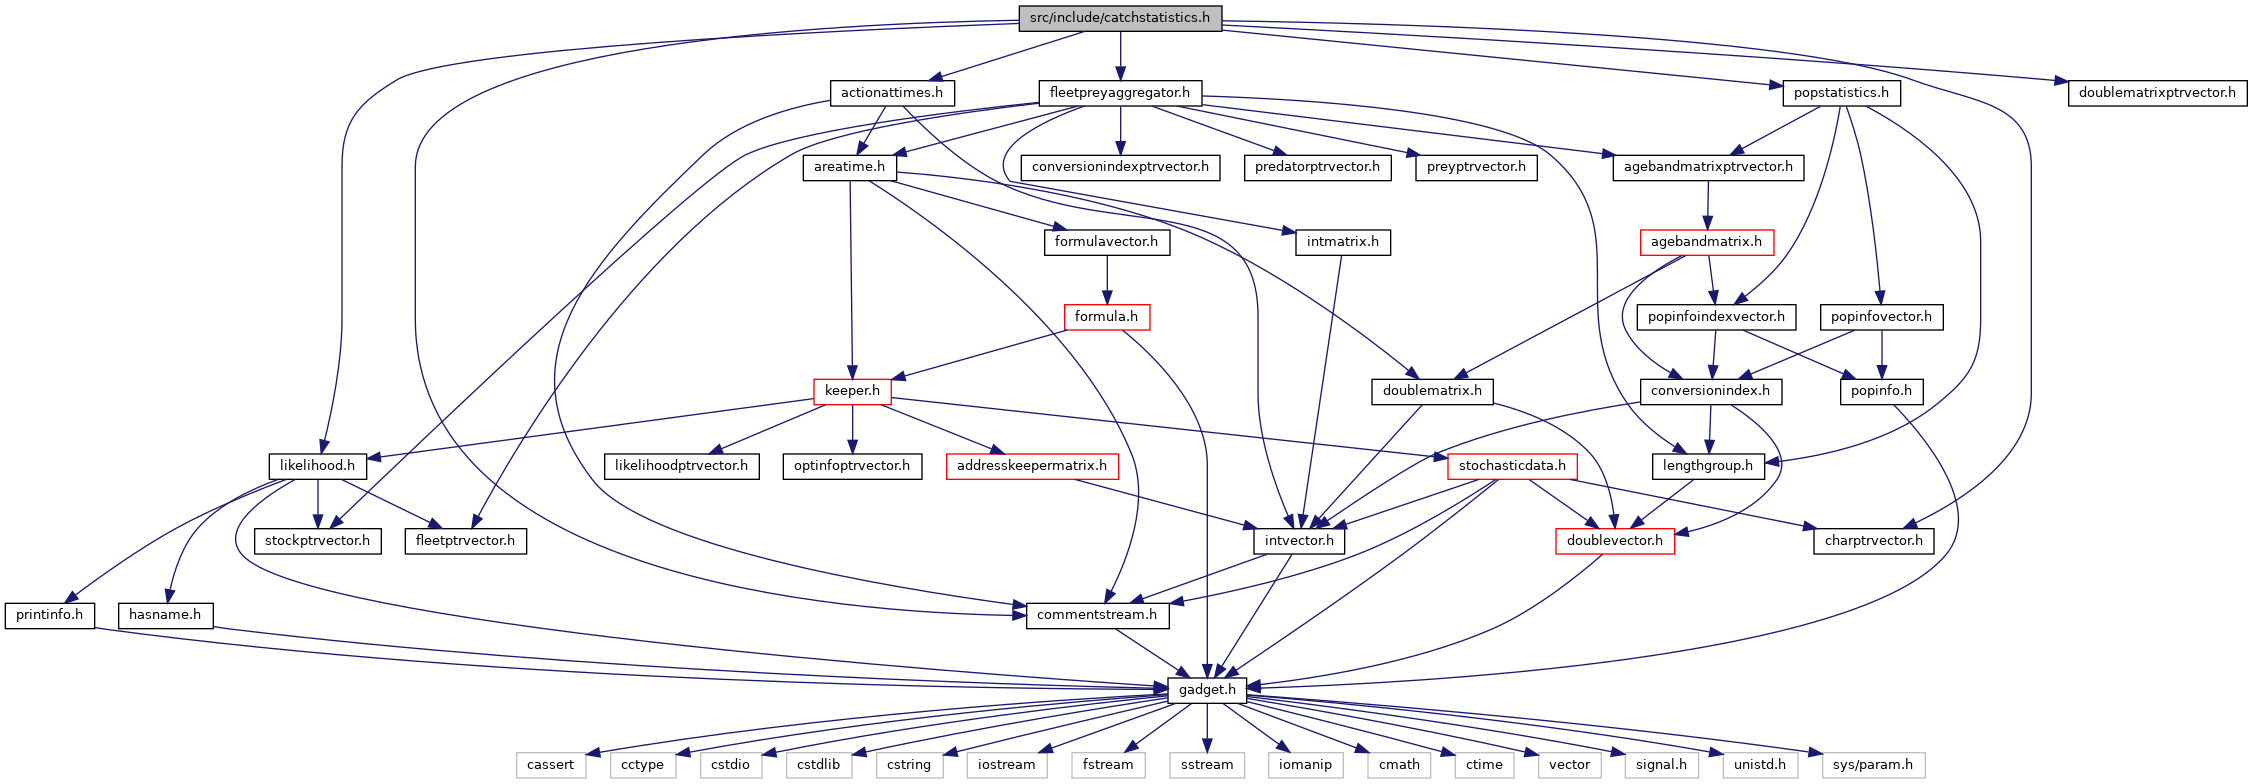 src/include/catchstatistics.h
actionattimes.h
fleetpreyaggregator.h
popstatistics.h
doublematrixptrvector.h
areatime.h
conversionindexptrvector.h
predatorptrvector.h
preyptrvector.h
agebandmatrixptrvector.h
formulavector.h
intmatrix.h
agebandmatrix.h
formula.h
popinfoindexvector.h
popinfovector.h
keeper.h
doublematrix.h
conversionindex.h
popinfo.h
likelihood.h
likelihoodptrvector.h
optinfoptrvector.h
addresskeepermatrix.h
stochasticdata.h
lengthgroup.h
stockptrvector.h
fleetptrvector.h
intvector.h
doublevector.h
charptrvector.h
printinfo.h
hasname.h
commentstream.h
gadget.h
cassert
cctype
cstdio
cstdlib
cstring
iostream
fstream
sstream
iomanip
cmath
ctime
vector
signal.h
unistd.h
sys/param.h